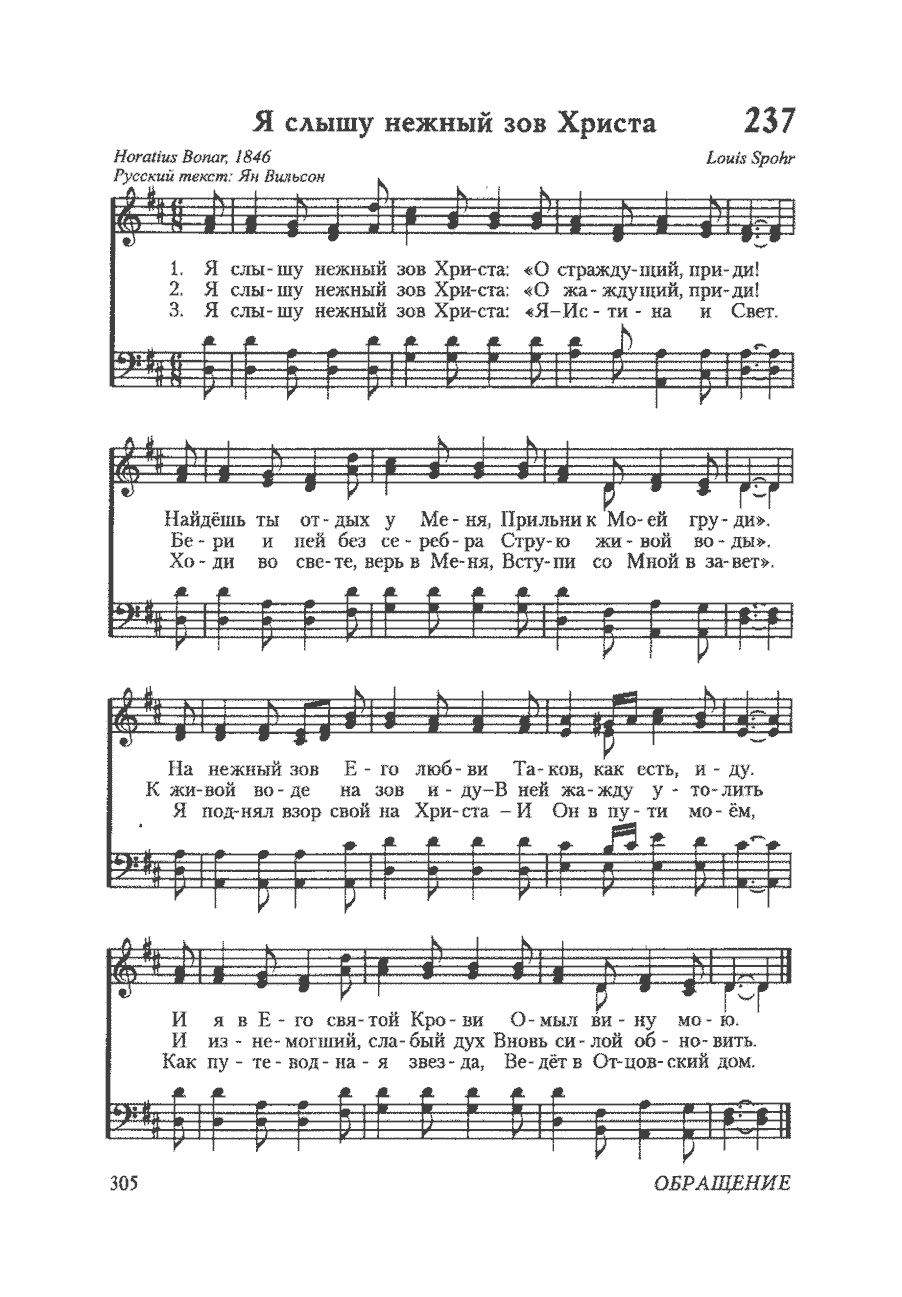 Я слышу нежный зов Христа 237
Horatius Bonar, 1846 Louis Spohr
Русский текст: Ян Вильсон
1. Я слы-шу нежный зов Хри-ста: «О стражду-щий, при-ди!
2. Я слы-шу нежный зов Хри-ста: «О жа-ждущий, при-ди!
3. Я слы-шу нежный зов Хри-ста: «Я–Ис-ти-на и Свет.
Найдёшь ты от-дых у Ме-ня, Прильни к Мо-ей гру-ди».
Бе-ри и пей без се-реб-ра Стру-ю жи-вой во-ды».
Хо-ди во све-те, верь в Ме-ня, Всту-пи со Мной в за-вет».
На нежный зов Е-го люб-ви Та-ков, как есть, и-ду.
К жи-вой во-де на зов и-ду–В ней жа-жду у-то-лить
Я под-нял взор свой на Хри-ста –И Он в пу-ти мо-ём,
И я в Е-го свя-той Кро-ви О-мыл ви-ну мо-ю.
И из-не-могший, сла-бый дух Вновь си-лой об-но-вить.
Как пу-те-вод-на-я звез-да, Ве-дёт в От-цов-ский дом.
305 ОБРАЩЕНИЕ